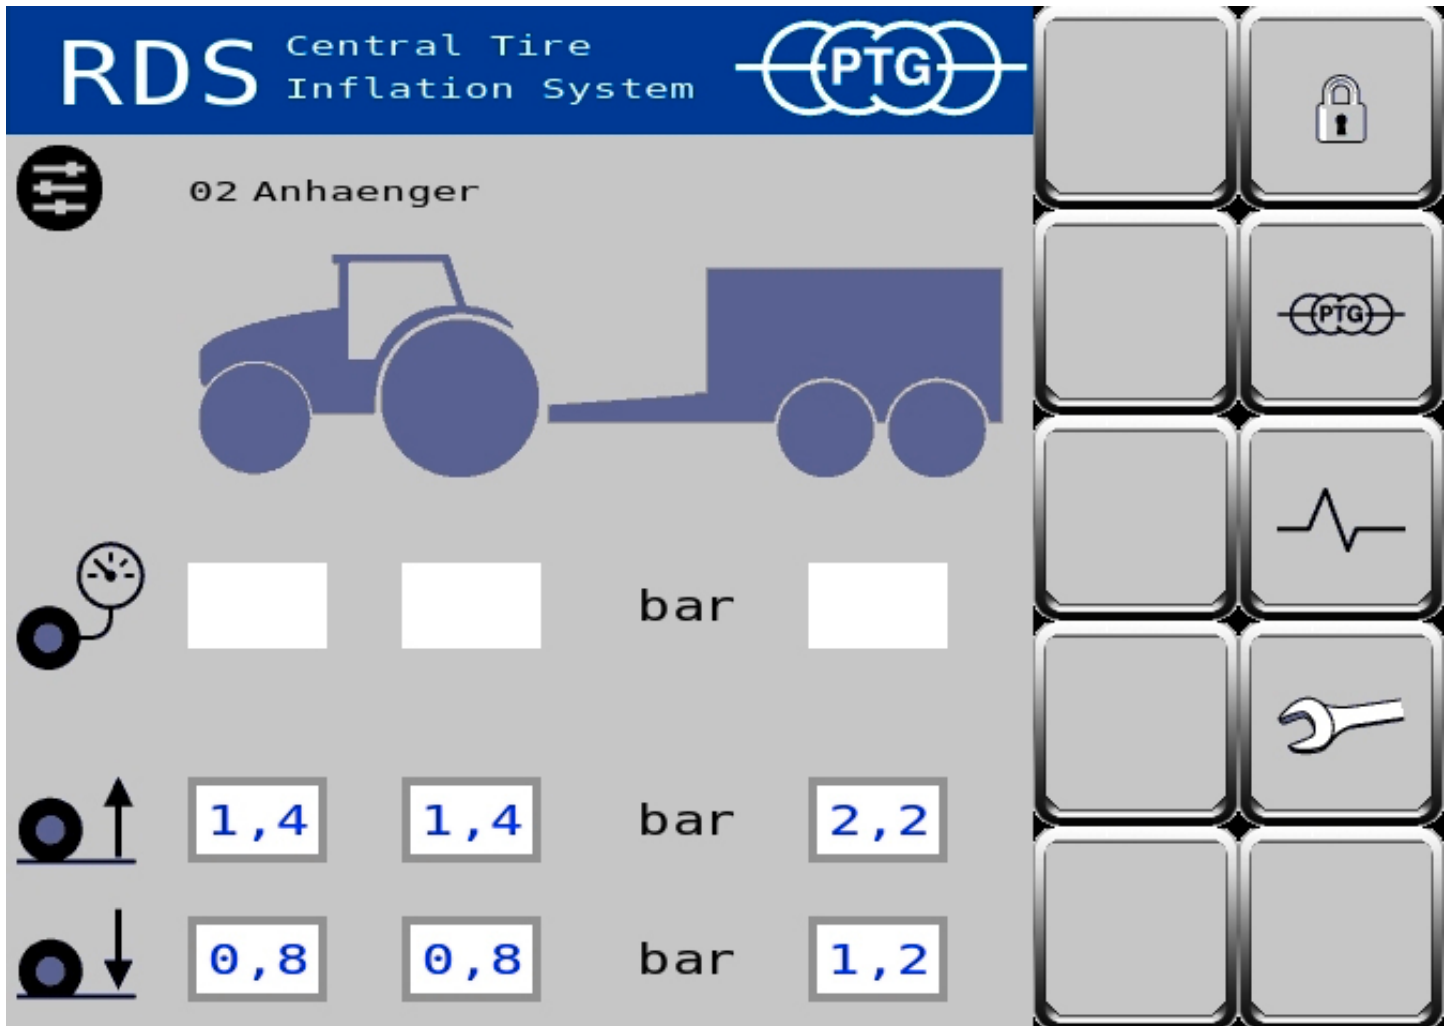 RDS Central Tire
Inflation System
PTG
02 Anhaenger
PTG
bar
1,4 1,4 bar 2,2
0,8 0,8 bar 1,2